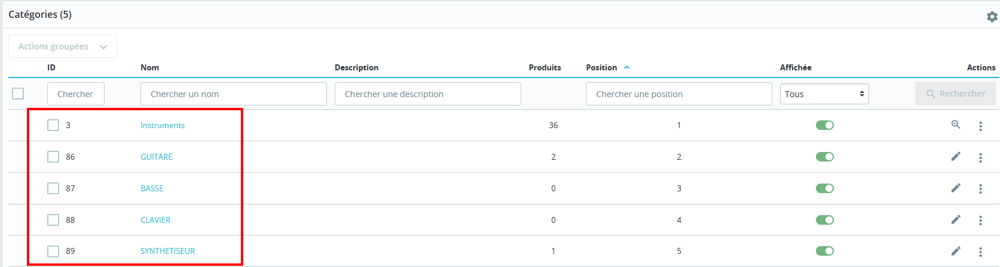 Catégories (5)
Actions groupées
ID Nom Description Produits Position Affichée Actions
Chercher Chercher un nom Chercher une description Chercher une position Tous Rechercher
3 Instruments 36 1
86 GUITARE 2 2
87 BASSE 0 3
88 CLAVIER 0 4
89 SYNTHETISEUR 1 5